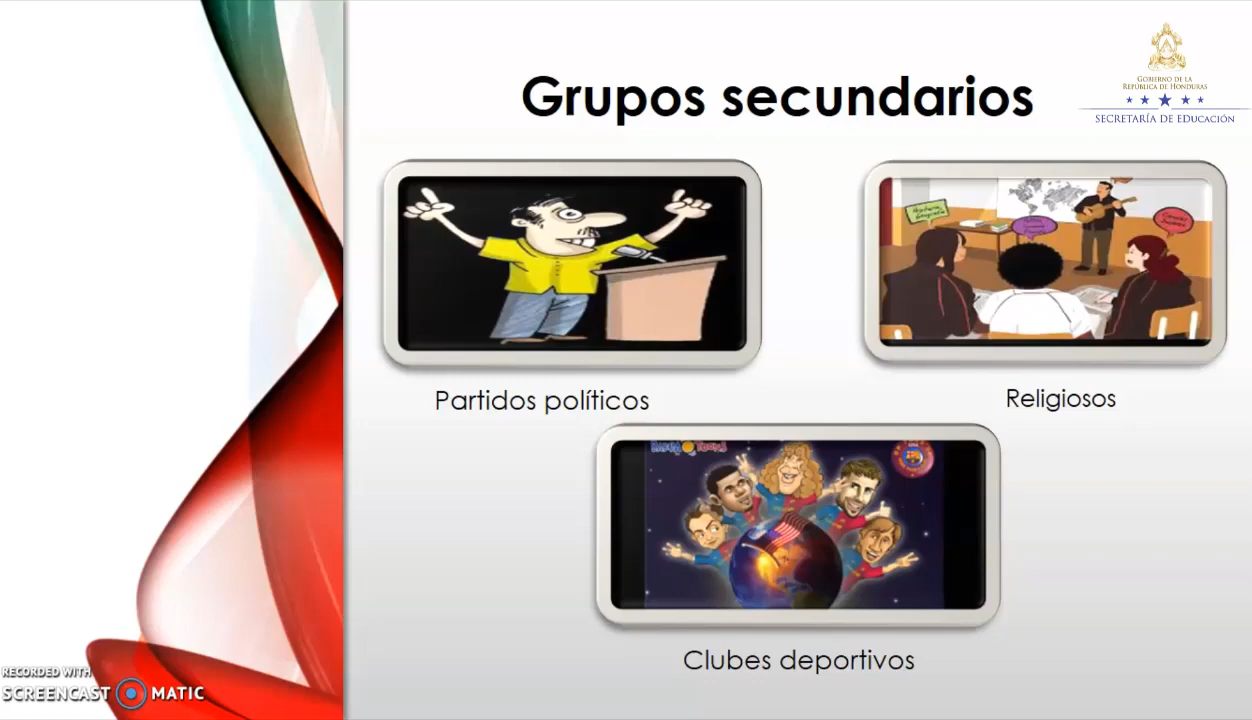 Grupos secundarios
GOBIERNO DE LA
REPÚBLICA DE HONDURAS
SECRETARÍA DE EDUCACIÓN
Partidos políticos
Religiosos
Clubes deportivos
RECORDED WITH
SCREENCAST MATIC